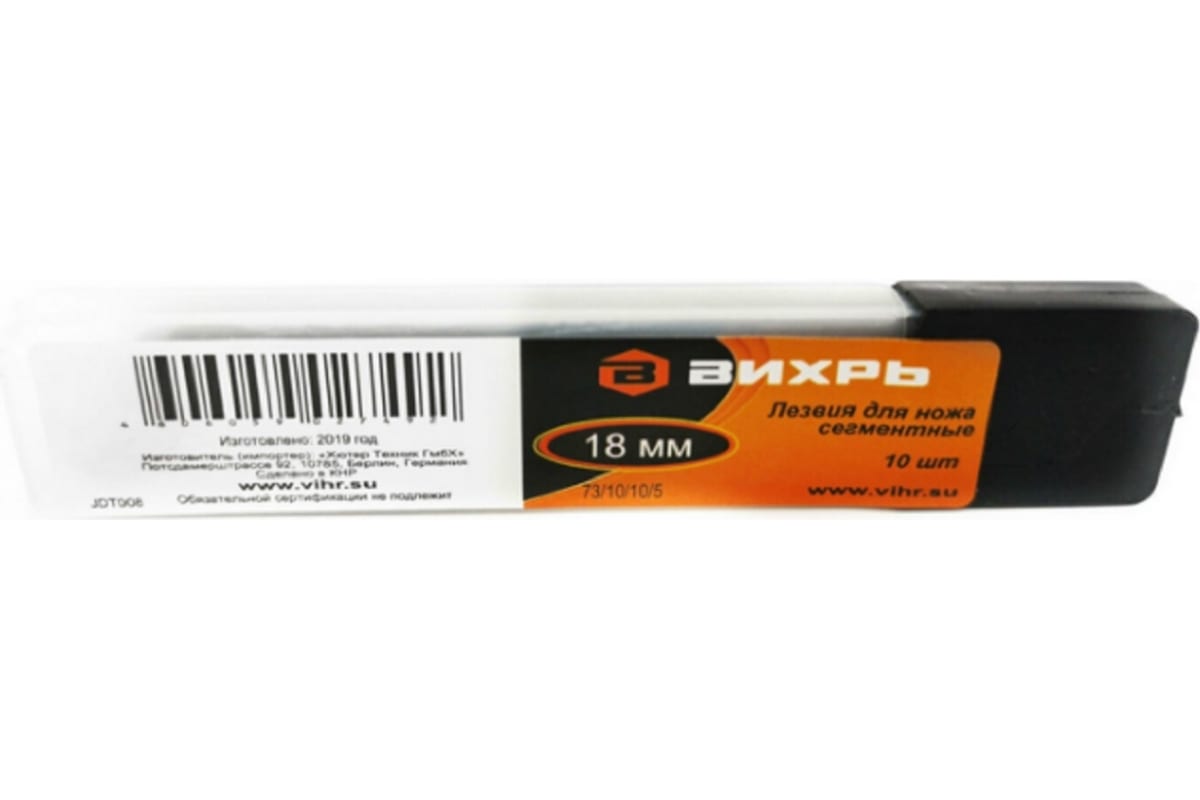 Изготовлено: 2019 год
Изготовитель (импортер): «Хютер Техник ГмбХ»
Потсдамерштрассе 92, 10785, Берлин, Германия
Сделано в КНР
www.vihr.su
JDT008
Обязательной сертификации не подлежит
В ВИХРЬ
18 мм
73/10/10/5
Лезвия для ножа
сегментные
10 шт
www.vihr.su